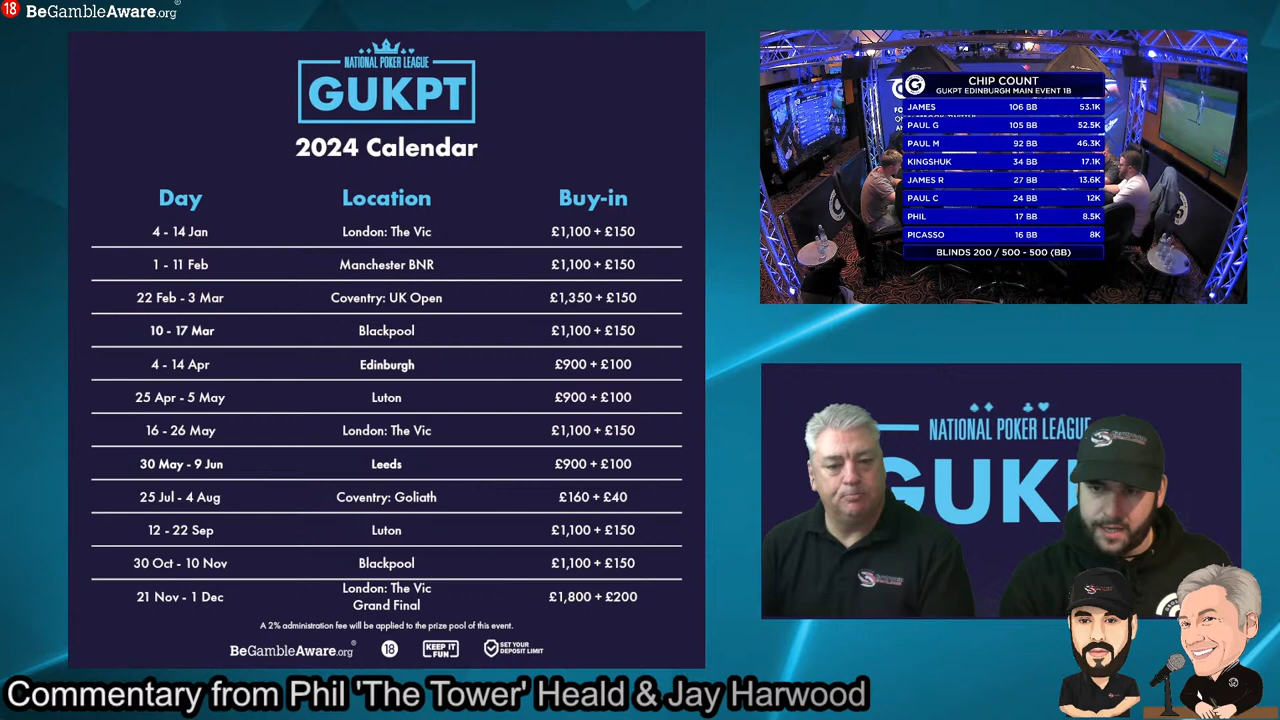 18 BeGambleAware.org®
NATIONAL POKER LEAGUE
GUKPT
2024 Calendar
Day Location Buy-in
4 - 14 Jan London: The Vic £1,100 + £150
1 - 11 Feb Manchester BNR £1,100 + £150
22 Feb - 3 Mar Coventry: UK Open £1,350 + £150
10 - 17 Mar Blackpool £1,100 + £150
4 - 14 Apr Edinburgh £900 + £100
25 Apr - 5 May Luton £900 + £100
16 - 26 May London: The Vic £1,100 + £150
30 May - 9 Jun Leeds £900 + £100
25 Jul - 4 Aug Coventry: Goliath £160 + £40
12 - 22 Sep Luton £1,100 + £150
30 Oct - 10 Nov Blackpool £1,100 + £150
21 Nov - 1 Dec London: The Vic
Grand Final £1,800 + £200
A 2% administration fee will be applied to the prize pool of this event.
BeGambleAware.org® 18 KEEP IT
FUN SET YOUR
DEPOSIT LIMIT
G CHIP COUNT
GUKPT EDINBURGH MAIN EVENT 1B
JAMES 106 BB 53.1K
PAUL G 105 BB 52.5K
PAUL M 92 BB 46.3K
KINGSHUK 34 BB 17.1K
JAMES R 27 BB 13.6K
PAUL C 24 BB 12K
PHIL 17 BB 8.5K
PICASSO 16 BB 8K
BLINDS 200 / 500 - 500 (BB)
NATIONAL POKER LEAGUE
GUK
Commentary from Phil 'The Tower' Heald & Jay Harwood